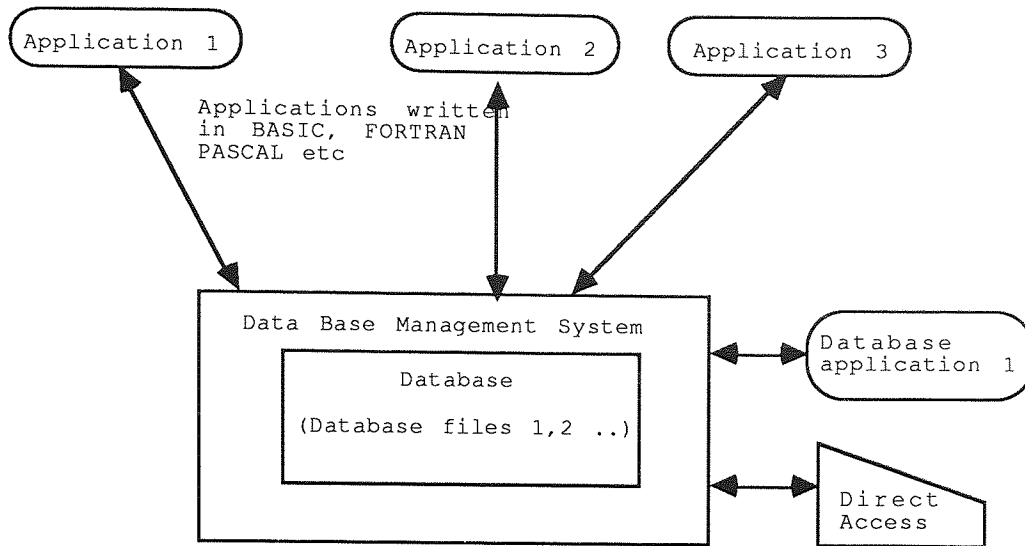 Application 1
Application 2
Application 3
Applications written
in BASIC, FORTRAN
PASCAL etc
Data Base Management System
Database
(Database files 1,2 ..)
Database
application 1
Direct
Access